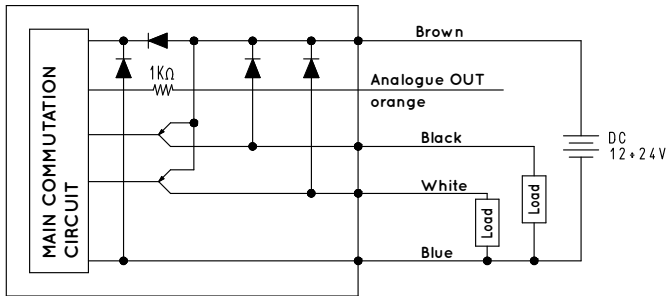 Brown
1KΩ
Analogue OUT
orange
Black
White
Blue
MAIN COMMUTATION
CIRCUIT
Load
Load
DC
12÷24V